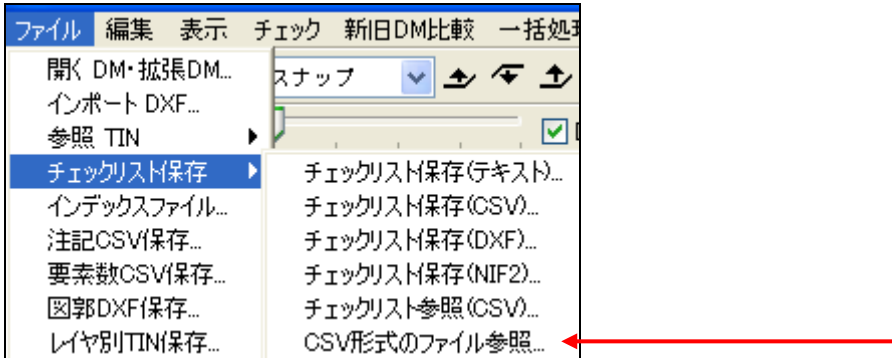 ファイル 編集 表示 チェック 新旧DM比較 一括処
開く DM・拡張DM...
スナップ
インポート DXF...
参照 TIN
チェックリスト保存
チェックリスト保存(テキスト)...
インデックスファイル...
チェックリスト保存(CSV)...
注記CSV保存...
チェックリスト保存(DXF)...
要素数CSV保存...
チェックリスト保存(NIF2)...
図郭DXF保存...
チェックリスト参照(CSV)...
レイヤ別TIN保存...
CSV形式のファイル参照...